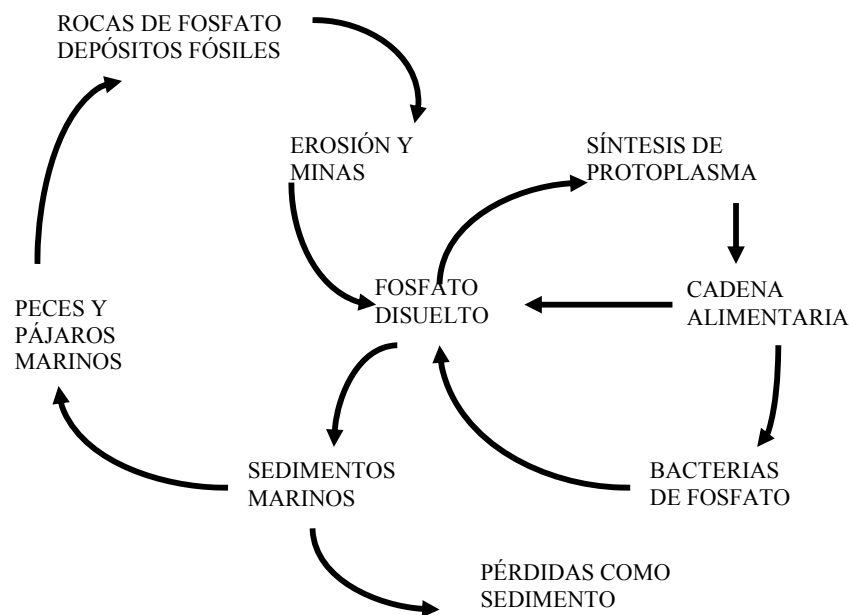 ROCAS DE FOSFATO
DEPÓSITOS FÓSILES
EROSIÓN Y
MINAS
SÍNTESIS DE
PROTOPLASMA
FOSFATO
DISUELTO
CADENA
ALIMENTARIA
PECES Y
PÁJAROS
MARINOS
SEDIMENTOS
MARINOS
BACTERIAS
DE FOSFATO
PÉRDIDAS COMO
SEDIMENTO